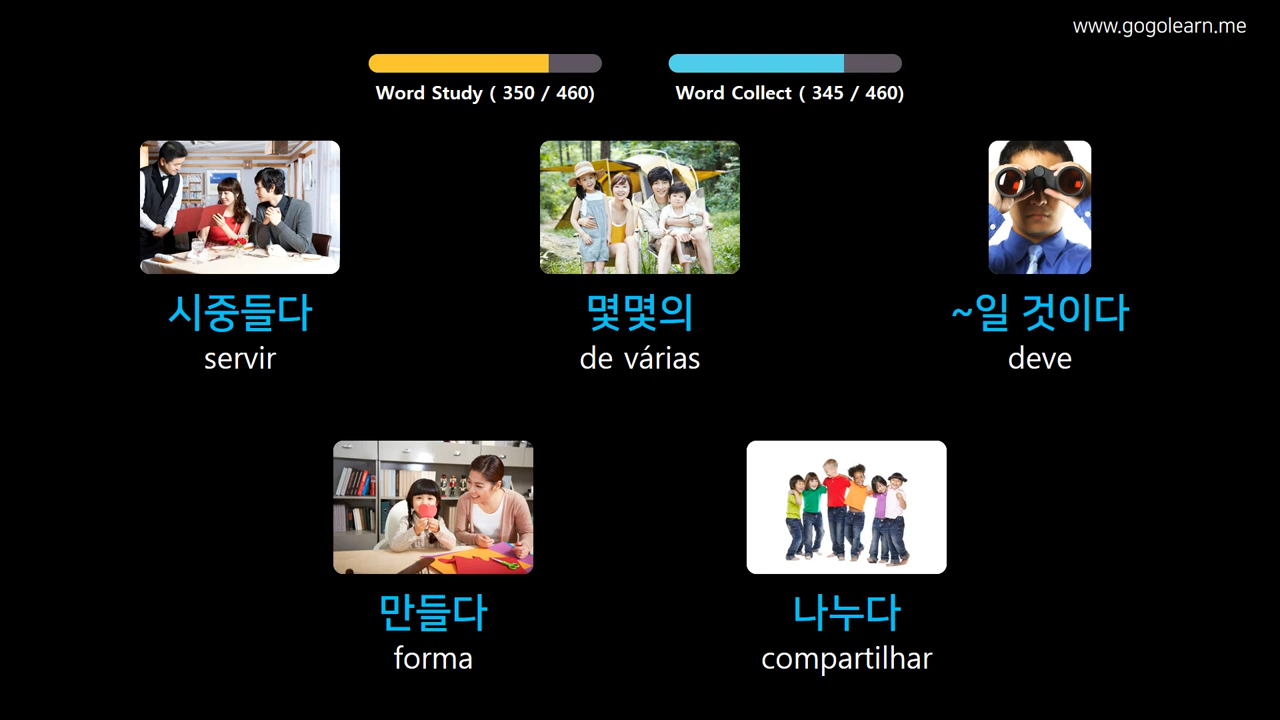 www.gogolearn.me
Word Study ( 350 / 460)
Word Collect ( 345 / 460)
시중들다
servir
몇몇의
de várias
~일 것이다
deve
만들다
forma
나누다
compartilhar